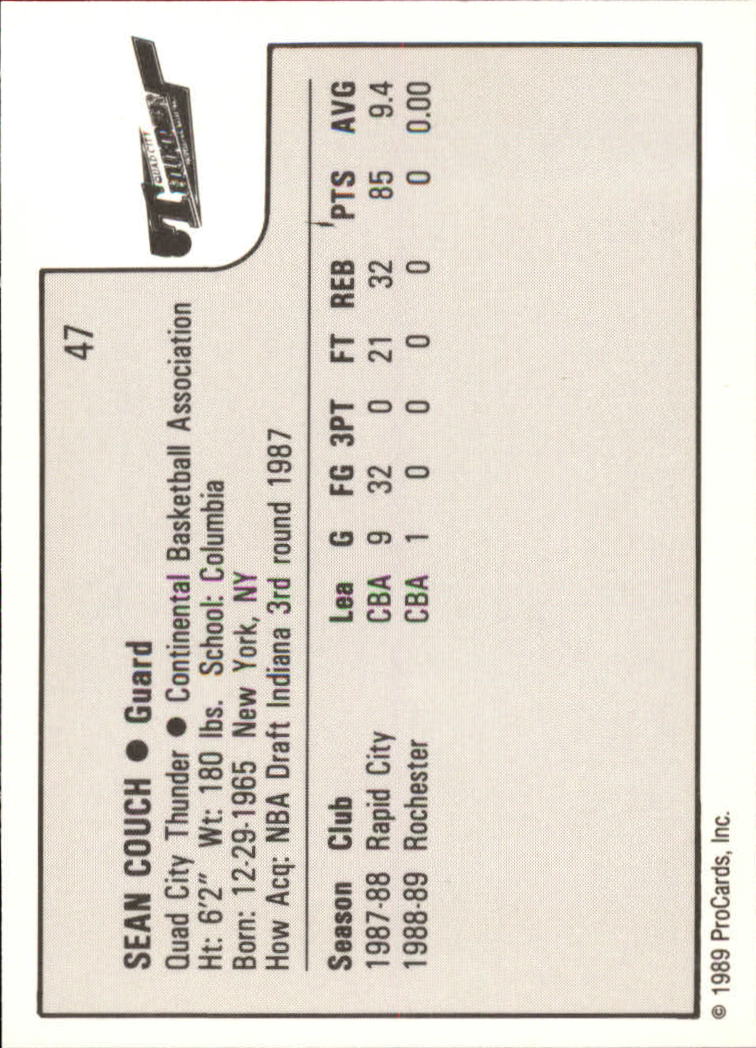 47
QUAD CITY
THUNDER
SEAN COUCH ● Guard
Quad City Thunder ● Continental Basketball Association
Ht: 6'2" Wt: 180 lbs. School: Columbia
Born: 12-29-1965 New York, NY
How Acq: NBA Draft Indiana 3rd round 1987
Season Club Lea G FG 3PT FT REB PTS AVG
1987-88 Rapid City CBA 9 32 0 21 32 85 9.4
1988-89 Rochester CBA 1 0 0 0 0 0 0.00
© 1989 ProCards, Inc.